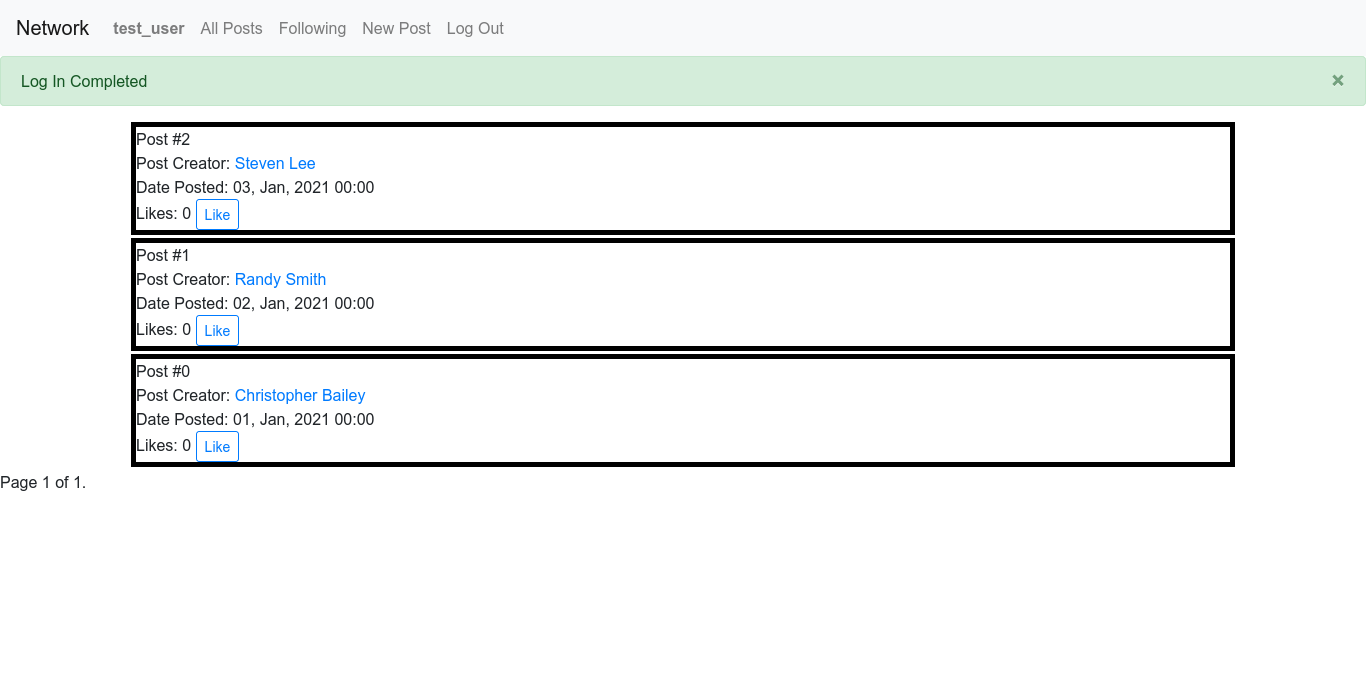 Network test_user All Posts Following New Post Log Out
Log In Completed ×
Post #2
Post Creator: Steven Lee
Date Posted: 03, Jan, 2021 00:00
Likes: 0 Like
Post #1
Post Creator: Randy Smith
Date Posted: 02, Jan, 2021 00:00
Likes: 0 Like
Post #0
Post Creator: Christopher Bailey
Date Posted: 01, Jan, 2021 00:00
Likes: 0 Like
Page 1 of 1.